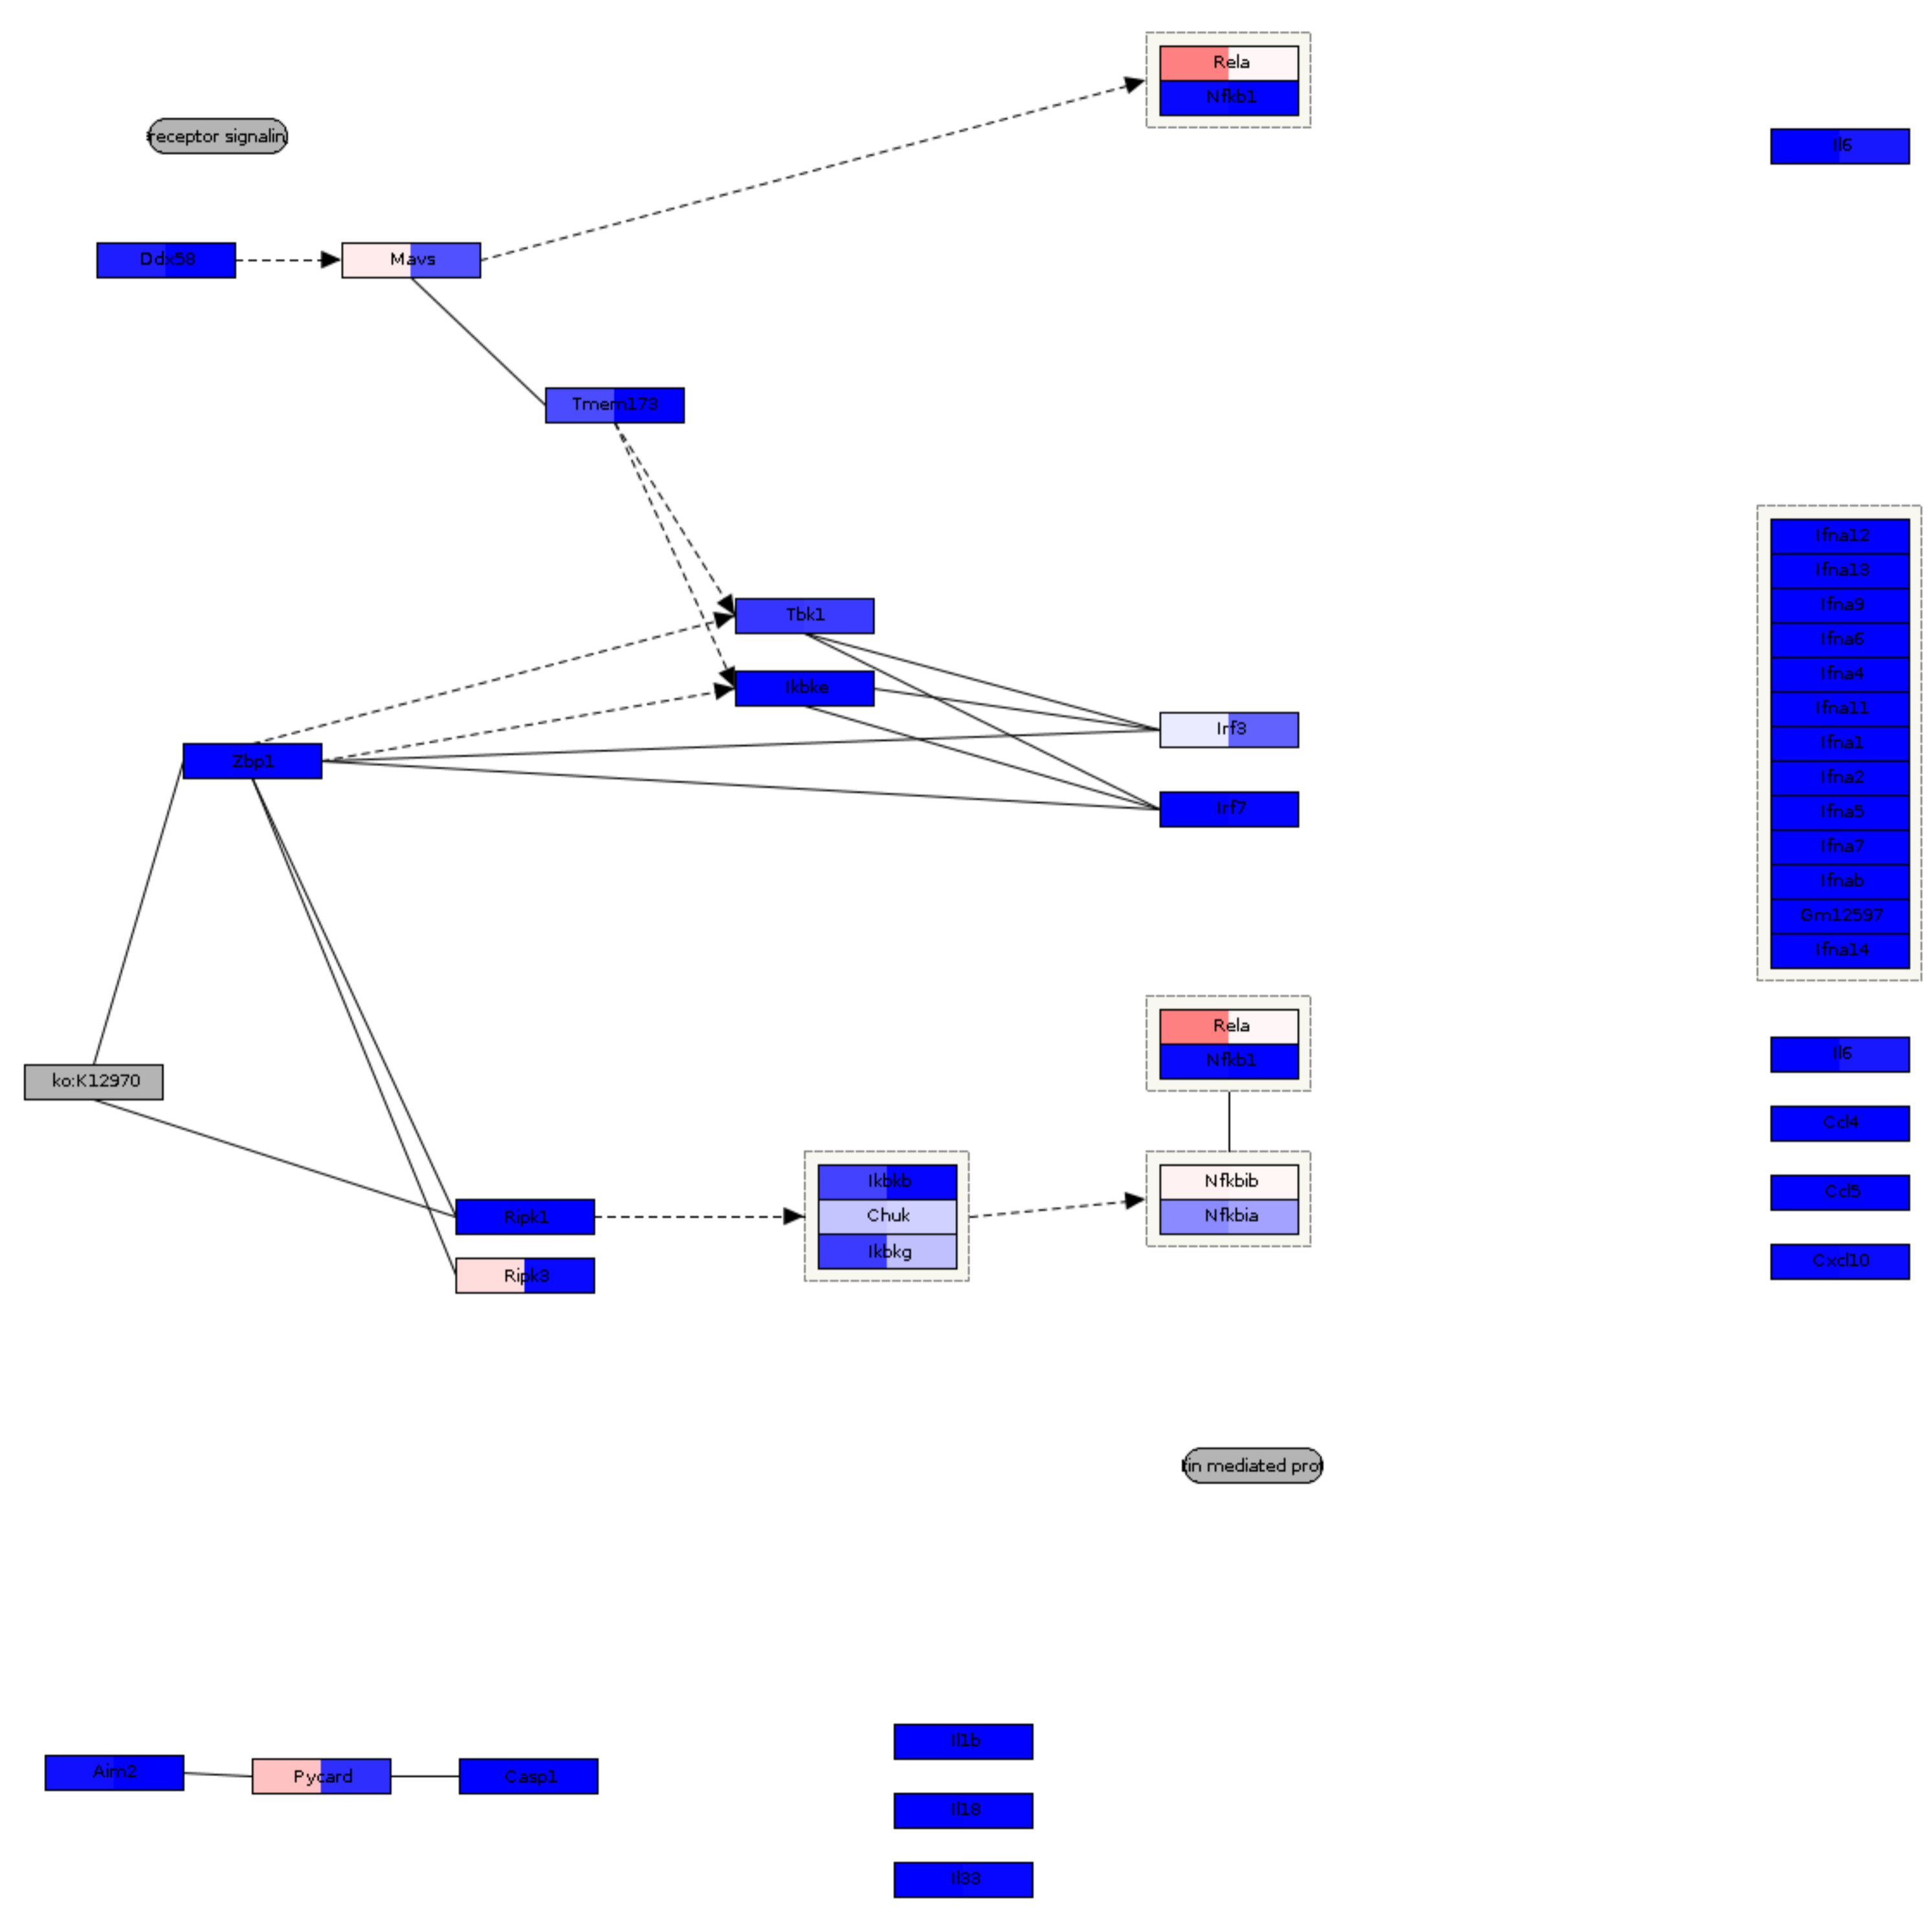 Rela
Nfkb1
receptor signalin
Il6
Ddx58
Mavs
Tmem173
Ifna12
Ifna13
Ifna9
Ifna6
Ifna4
Ifna11
Ifna1
Ifna2
Ifna5
Ifna7
Ifnab
Gm12597
Ifna14
Tbk1
Ikbke
Irf3
Zbp1
Irf7
Rela
Nfkb1
Il6
ko:K12970
Ccl4
Ikbkb
Nfkbib
Ccl5
Ripk1
Chuk
Nfkbia
Ikbkg
Cxcl10
Ripk3
tin mediated prot
Il1b
Aim2
Pycard
Casp1
Il18
Il33